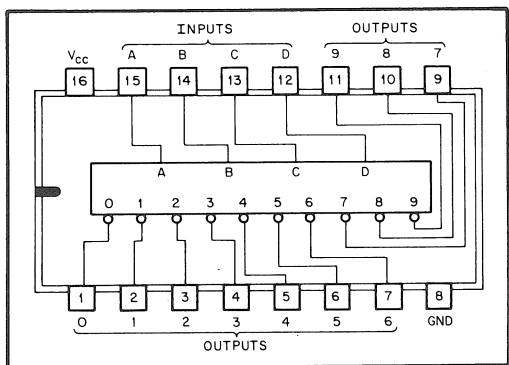 INPUTS OUTPUTS
Vcc A B C D 9 8 7
16 15 14 13 12 11 10 9
A B C D
0 1 2 3 4 5 6 7 8 9
1 2 3 4 5 6 7 8
0 1 2 3 4 5 6 GND
OUTPUTS